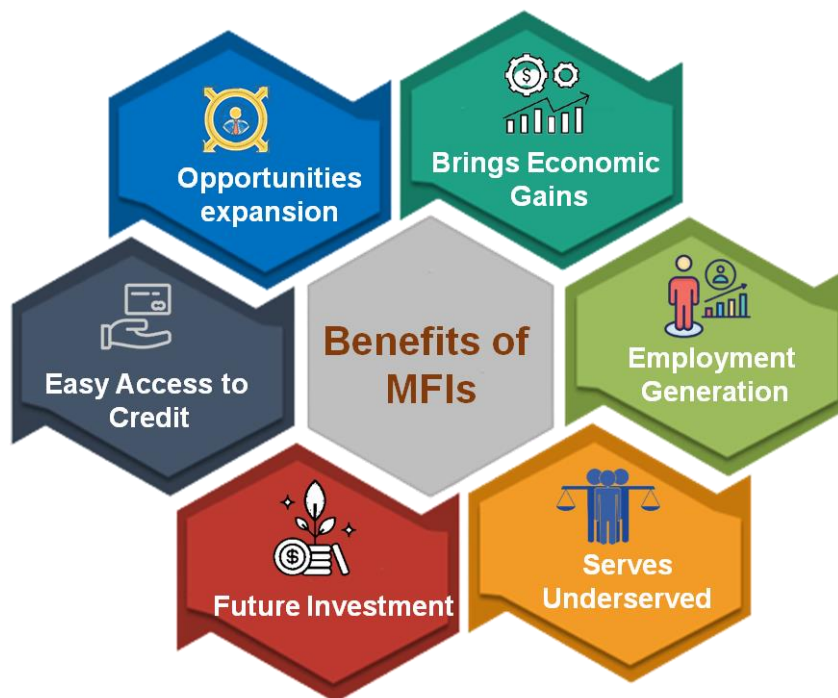 Opportunities
expansion
Brings Economic
Gains
Easy Access to
Credit
Benefits of
MFIs
Employment
Generation
Future Investment
Serves
Underserved